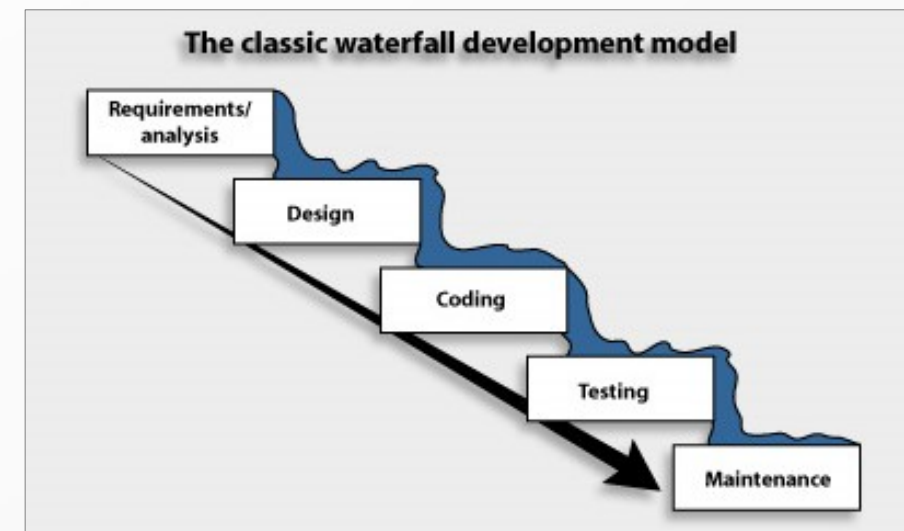 The classic waterfall development model
Requirements/
analysis
Design
Coding
Testing
Maintenance